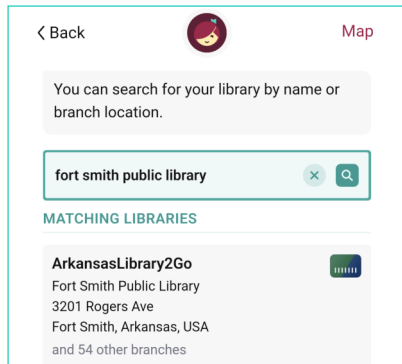 Back
Map
You can search for your library by name or
branch location.
fort smith public library
MATCHING LIBRARIES
ArkansasLibrary2Go
Fort Smith Public Library
3201 Rogers Ave
Fort Smith, Arkansas, USA
and 54 other branches